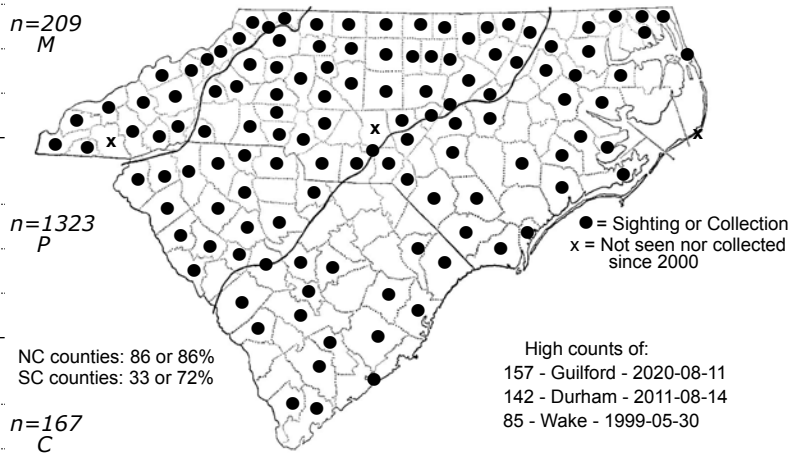 n=209
M
x
x
x
n=1323
P
● = Sighting or Collection
x = Not seen nor collected
since 2000
NC counties: 86 or 86%
SC counties: 33 or 72%
High counts of:
157 - Guilford - 2020-08-11
142 - Durham - 2011-08-14
85 - Wake - 1999-05-30
n=167
C